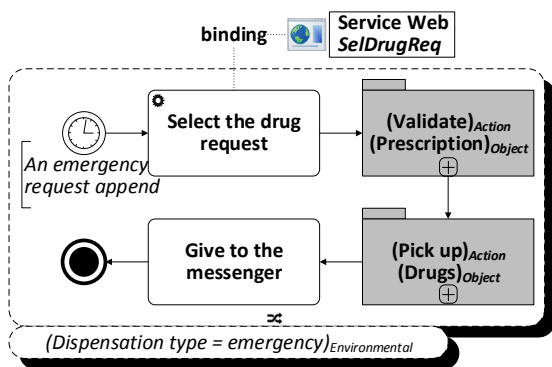 binding
Service Web
SelDrugReq
Select the drug
request
(Validate)Action
(Prescription)Object
An emergency
request append
Give to the
messenger
(Pick up)Action
(Drugs)Object
(Dispensation type = emergency)Environmental